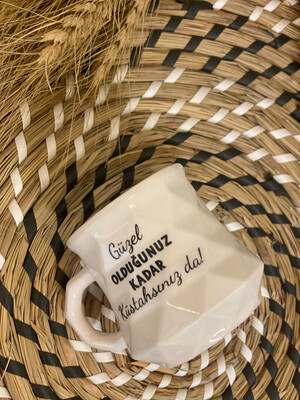 Güzel
OLDUĞUNUZ
KADAR
Küstahsınız da!